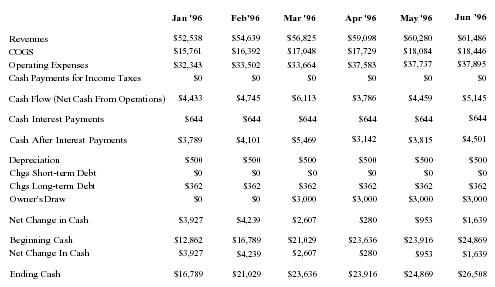 Jan '96 Feb'96 Mar '96 Apr '96 May '96 Jun '96
Revenues $52,538 $54,639 $56,825 $59,098 $60,280 $61,486
COGS $15,761 $16,392 $17,048 $17,729 $18,084 $18,446
Operating Expenses $32,343 $33,502 $33,664 $37,583 $37,737 $37,895
Cash Payments for Income Taxes $0 $0 $0 $0 $0 $0
Cash Flow (Net Cash From Operations) $4,433 $4,745 $6,113 $3,786 $4,459 $5,145
Cash Interest Payments $644 $644 $644 $644 $644 $644
Cash After Interest Payments $3,789 $4,101 $5,469 $3,142 $3,815 $4,501
Depreciation $500 $500 $500 $500 $500 $500
Chgs Short-term Debt $0 $0 $0 $0 $0 $0
Chgs Long-term Debt $362 $362 $362 $362 $362 $362
Owner's Draw $0 $0 $3,000 $3,000 $3,000 $3,000
Net Change in Cash $3,927 $4,239 $2,607 $280 $953 $1,639
Beginning Cash $12,862 $16,789 $21,029 $23,636 $23,916 $24,869
Net Change In Cash $3,927 $4,239 $2,607 $280 $953 $1,639
Ending Cash $16,789 $21,029 $23,636 $23,916 $24,869 $26,508